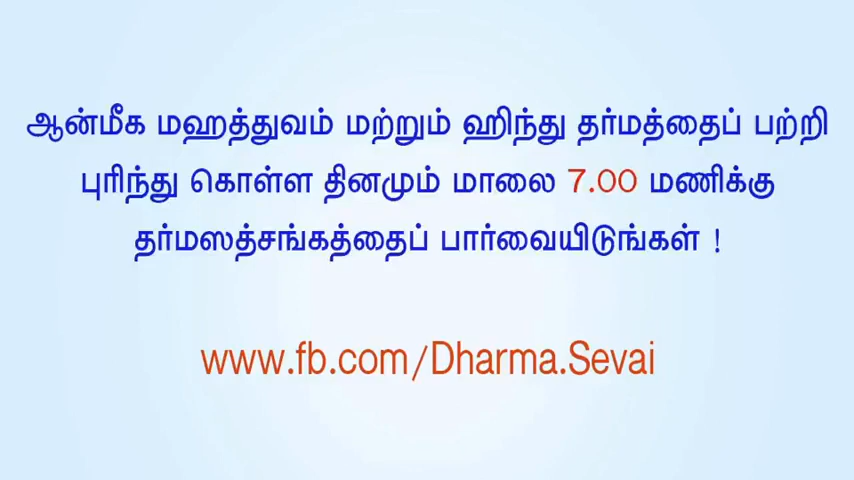 ஆன்மீக மஹத்துவம் மற்றும் ஹிந்து தர்மத்தைப் பற்றி
புரிந்து கொள்ள தினமும் மாலை 7.00 மணிக்கு
தர்மஸத்சங்கத்தைப் பார்வையிடுங்கள் !
www.fb.com/Dharma.Sevai